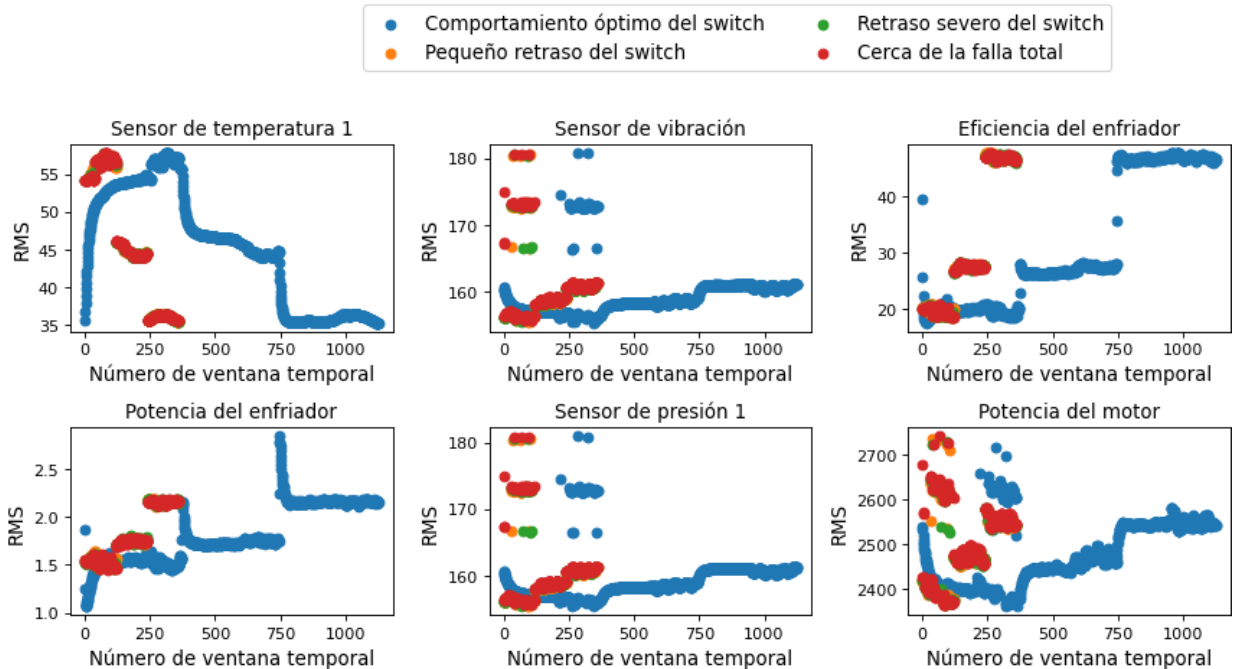 Comportamiento óptimo del switch
Retraso severo del switch
Pequeño retraso del switch
Cerca de la falla total
Sensor de temperatura 1
Sensor de vibración
Eficiencia del enfriador
RMS
55
50
45
40
35
0
250
500
750
1000
Número de ventana temporal
RMS
180
170
160
0
250
500
750
1000
Número de ventana temporal
RMS
40
30
20
0
250
500
750
1000
Número de ventana temporal
Potencia del enfriador
Sensor de presión 1
Potencia del motor
RMS
2.5
2.0
1.5
1.0
0
250
500
750
1000
Número de ventana temporal
RMS
180
170
160
0
250
500
750
1000
Número de ventana temporal
RMS
2700
2600
2500
2400
0
250
500
750
1000
Número de ventana temporal